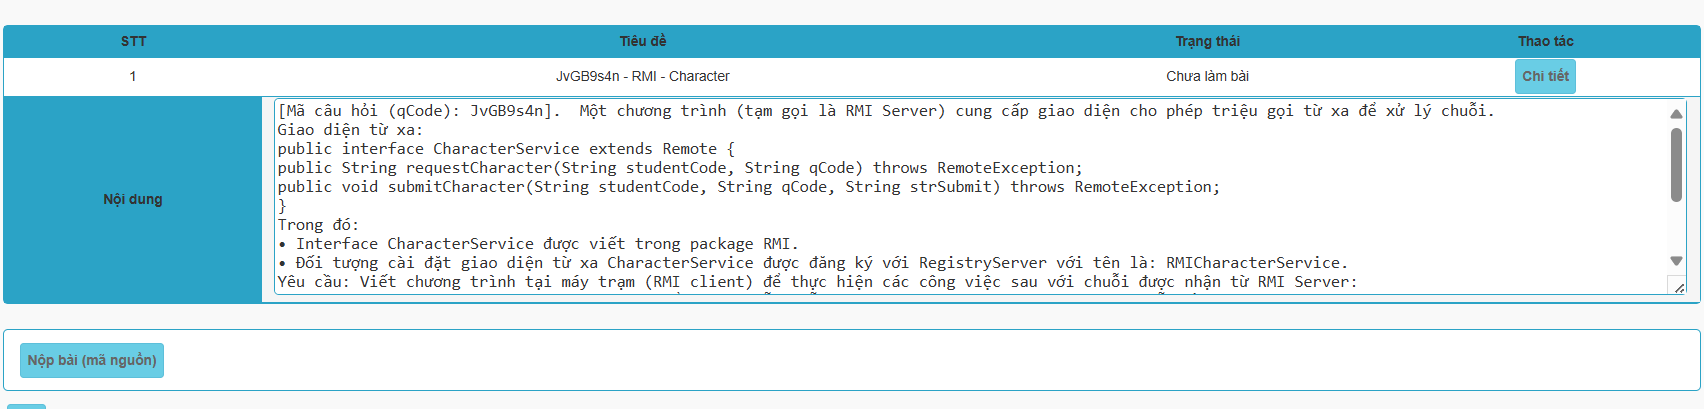 STT Tiêu đề Trạng thái Thao tác
1 JvGB9s4n - RMI - Character Chưa làm bài Chi tiết
Nội dung
[Mã câu hỏi (qCode): JvGB9s4n].  Một chương trình (tạm gọi là RMI Server) cung cấp giao diện cho phép triệu gọi từ xa để xử lý chuỗi.
Giao diện từ xa:
public interface CharacterService extends Remote {
public String requestCharacter(String studentCode, String qCode) throws RemoteException;
public void submitCharacter(String studentCode, String qCode, String strSubmit) throws RemoteException;
}
Trong đó:
• Interface CharacterService được viết trong package RMI.
• Đối tượng cài đặt giao diện từ xa CharacterService được đăng ký với RegistryServer với tên là: RMICharacterService.
Yêu cầu: Viết chương trình tại máy trạm (RMI client) để thực hiện các công việc sau với chuỗi được nhận từ RMI Server:
Nộp bài (mã nguồn)